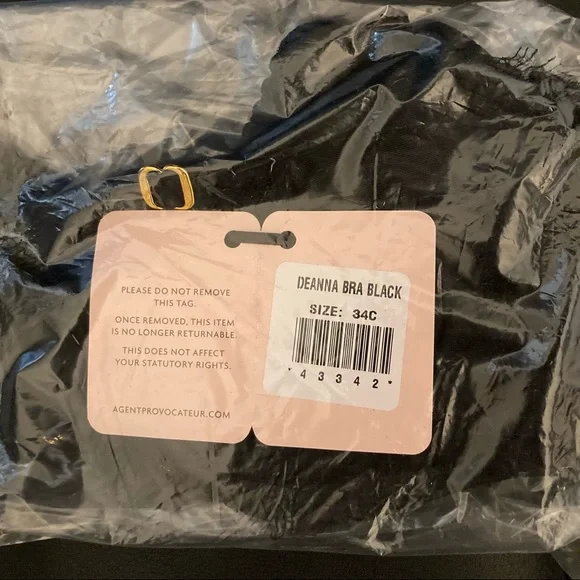 PLEASE DO NOT REMOVE
THIS TAG.
ONCE REMOVED, THIS ITEM
IS NO LONGER RETURNABLE.
THIS DOES NOT AFFECT
YOUR STATUTORY RIGHTS.
AGENTPROVOCATEUR.COM
DEANNA BRA BLACK
SIZE: 34C
*43342*